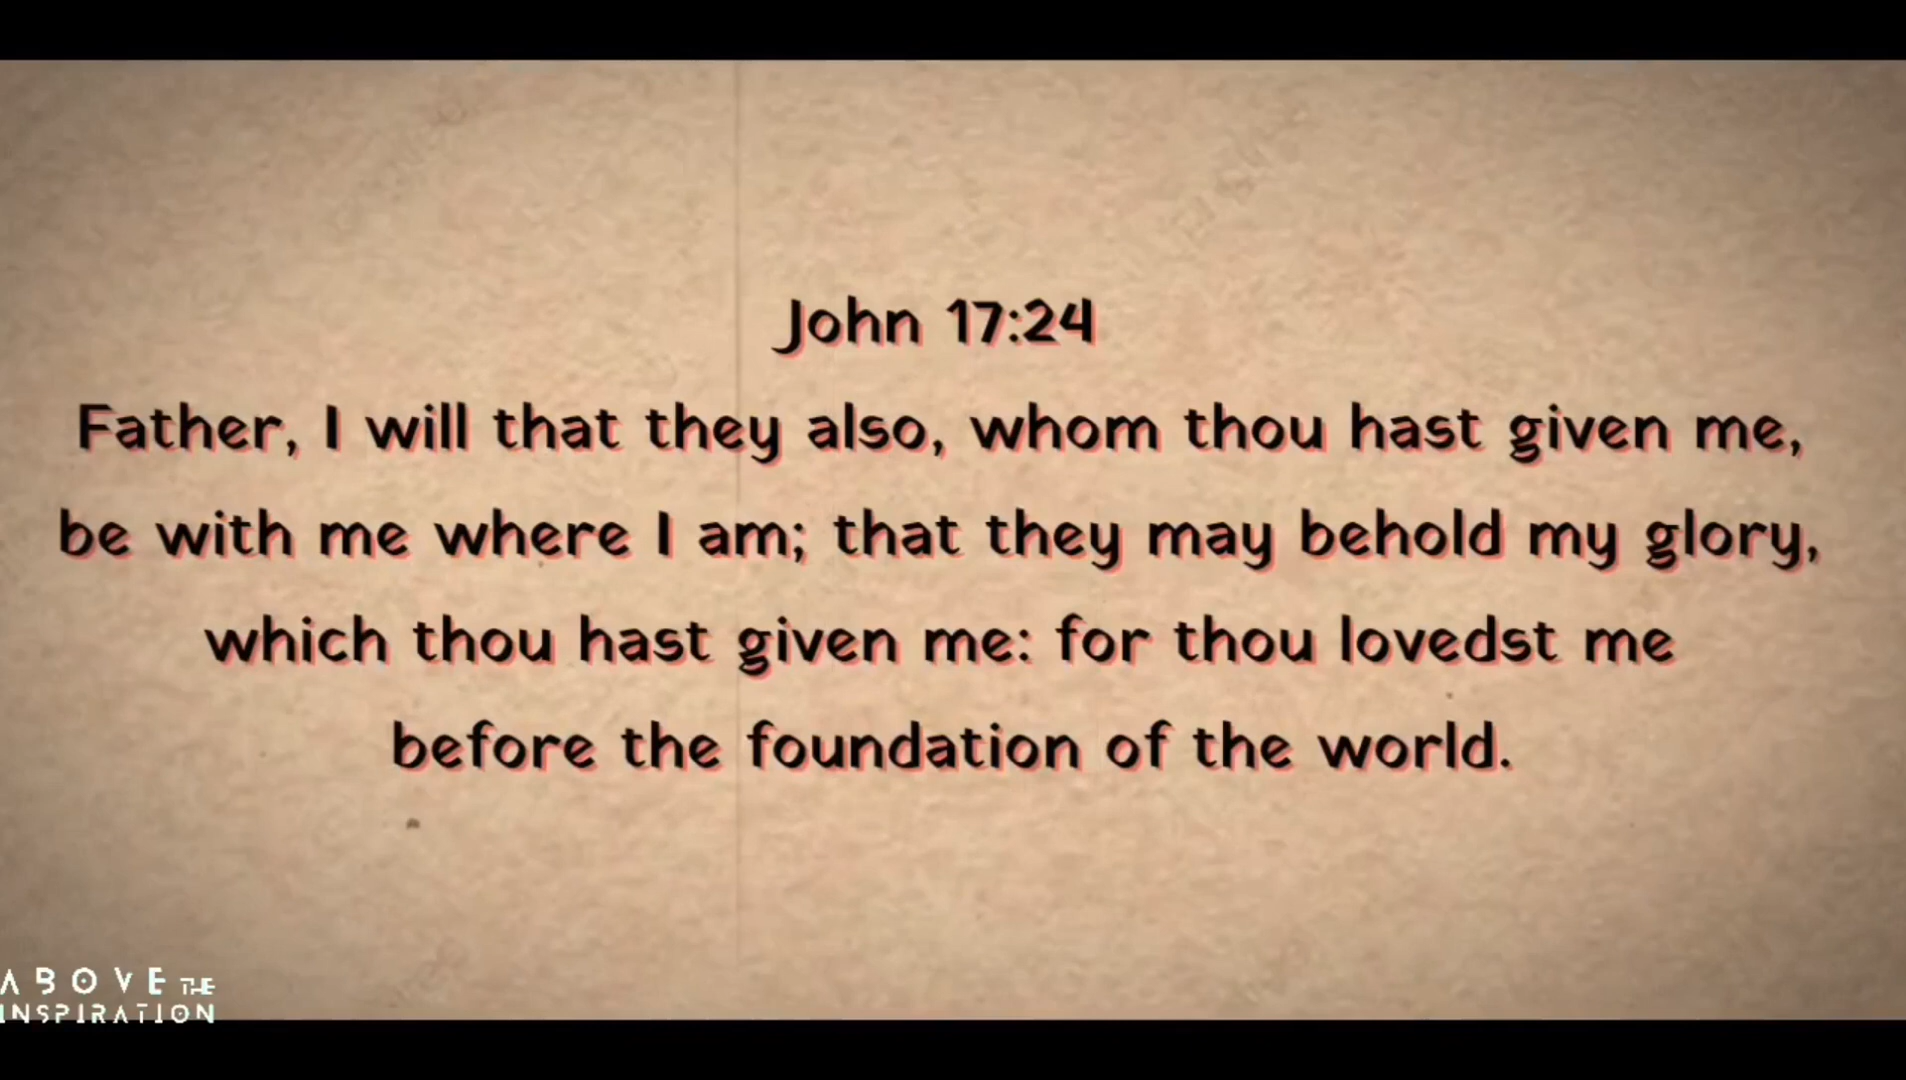 John 17:24
Father, I will that they also, whom thou hast given me,
be with me where I am; that they may behold my glory,
which thou hast given me: for thou lovedst me
before the foundation of the world.
ABOVE THE
INSPIRATION